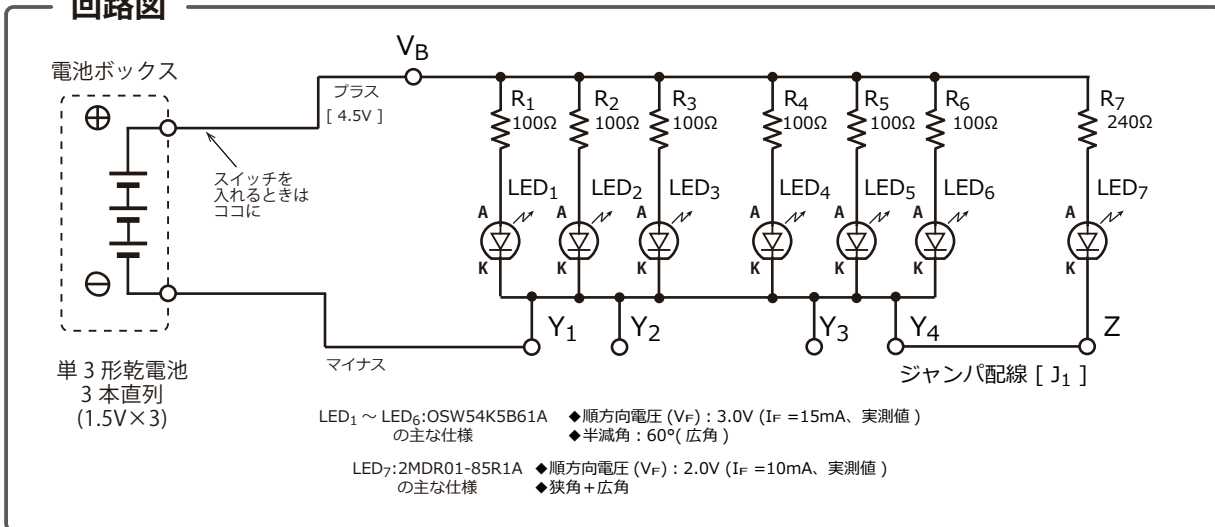 回路図
電池ボックス
⊕
⊖
単３形乾電池
３本直列
(1.5V×3)
プラス
[ 4.5V ]
スイッチを
入れるときは
ココに
マイナス
VB
R1
100Ω
R2
100Ω
R3
100Ω
R4
100Ω
R5
100Ω
R6
100Ω
R7
240Ω
LED1
LED2
LED3
LED4
LED5
LED6
LED7
A
A
A
A
A
A
A
K
K
K
K
K
K
K
Y1
Y2
Y3
Y4
Z
ジャンパ配線 [ J1 ]
LED1 ～ LED6:OSW54K5B61A ◆順方向電圧 (VF) : 3.0V (IF =15mA、実測値 )
の主な仕様 ◆半減角 : 60°( 広角 )
LED7:2MDR01-85R1A ◆順方向電圧 (VF) : 2.0V (IF =10mA、実測値 )
の主な仕様 ◆狭角＋広角